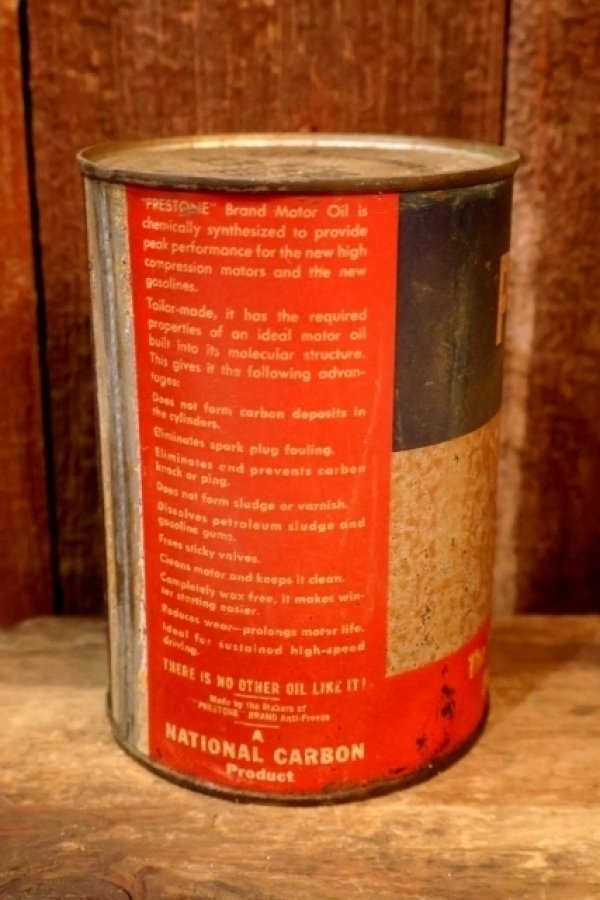 "PRESTONE" Brand Motor Oil is
chemically synthesized to provide
peak performance for the new high
compression motors and the new
gasolines.
Tailor-made, it has the required
properties of an ideal motor oil
built into its molecular structure.
This gives it the following advan-
tages:
Does not form carbon deposits in
the cylinders.
Eliminates spark plug fouling.
Eliminates and prevents carbon
knock or ping.
Does not form sludge or varnish.
Dissolves petroleum sludge and
gasoline gums.
Frees sticky valves.
Cleans motor and keeps it clean.
Completely wax free, it makes win-
ter starting easier.
Reduces wear—prolongs motor life.
Ideal for sustained high-speed
driving.
THERE IS NO OTHER OIL LIKE IT!
Made by the Makers of
"PRESTONE" BRAND Anti-Freeze
A
NATIONAL CARBON
Product